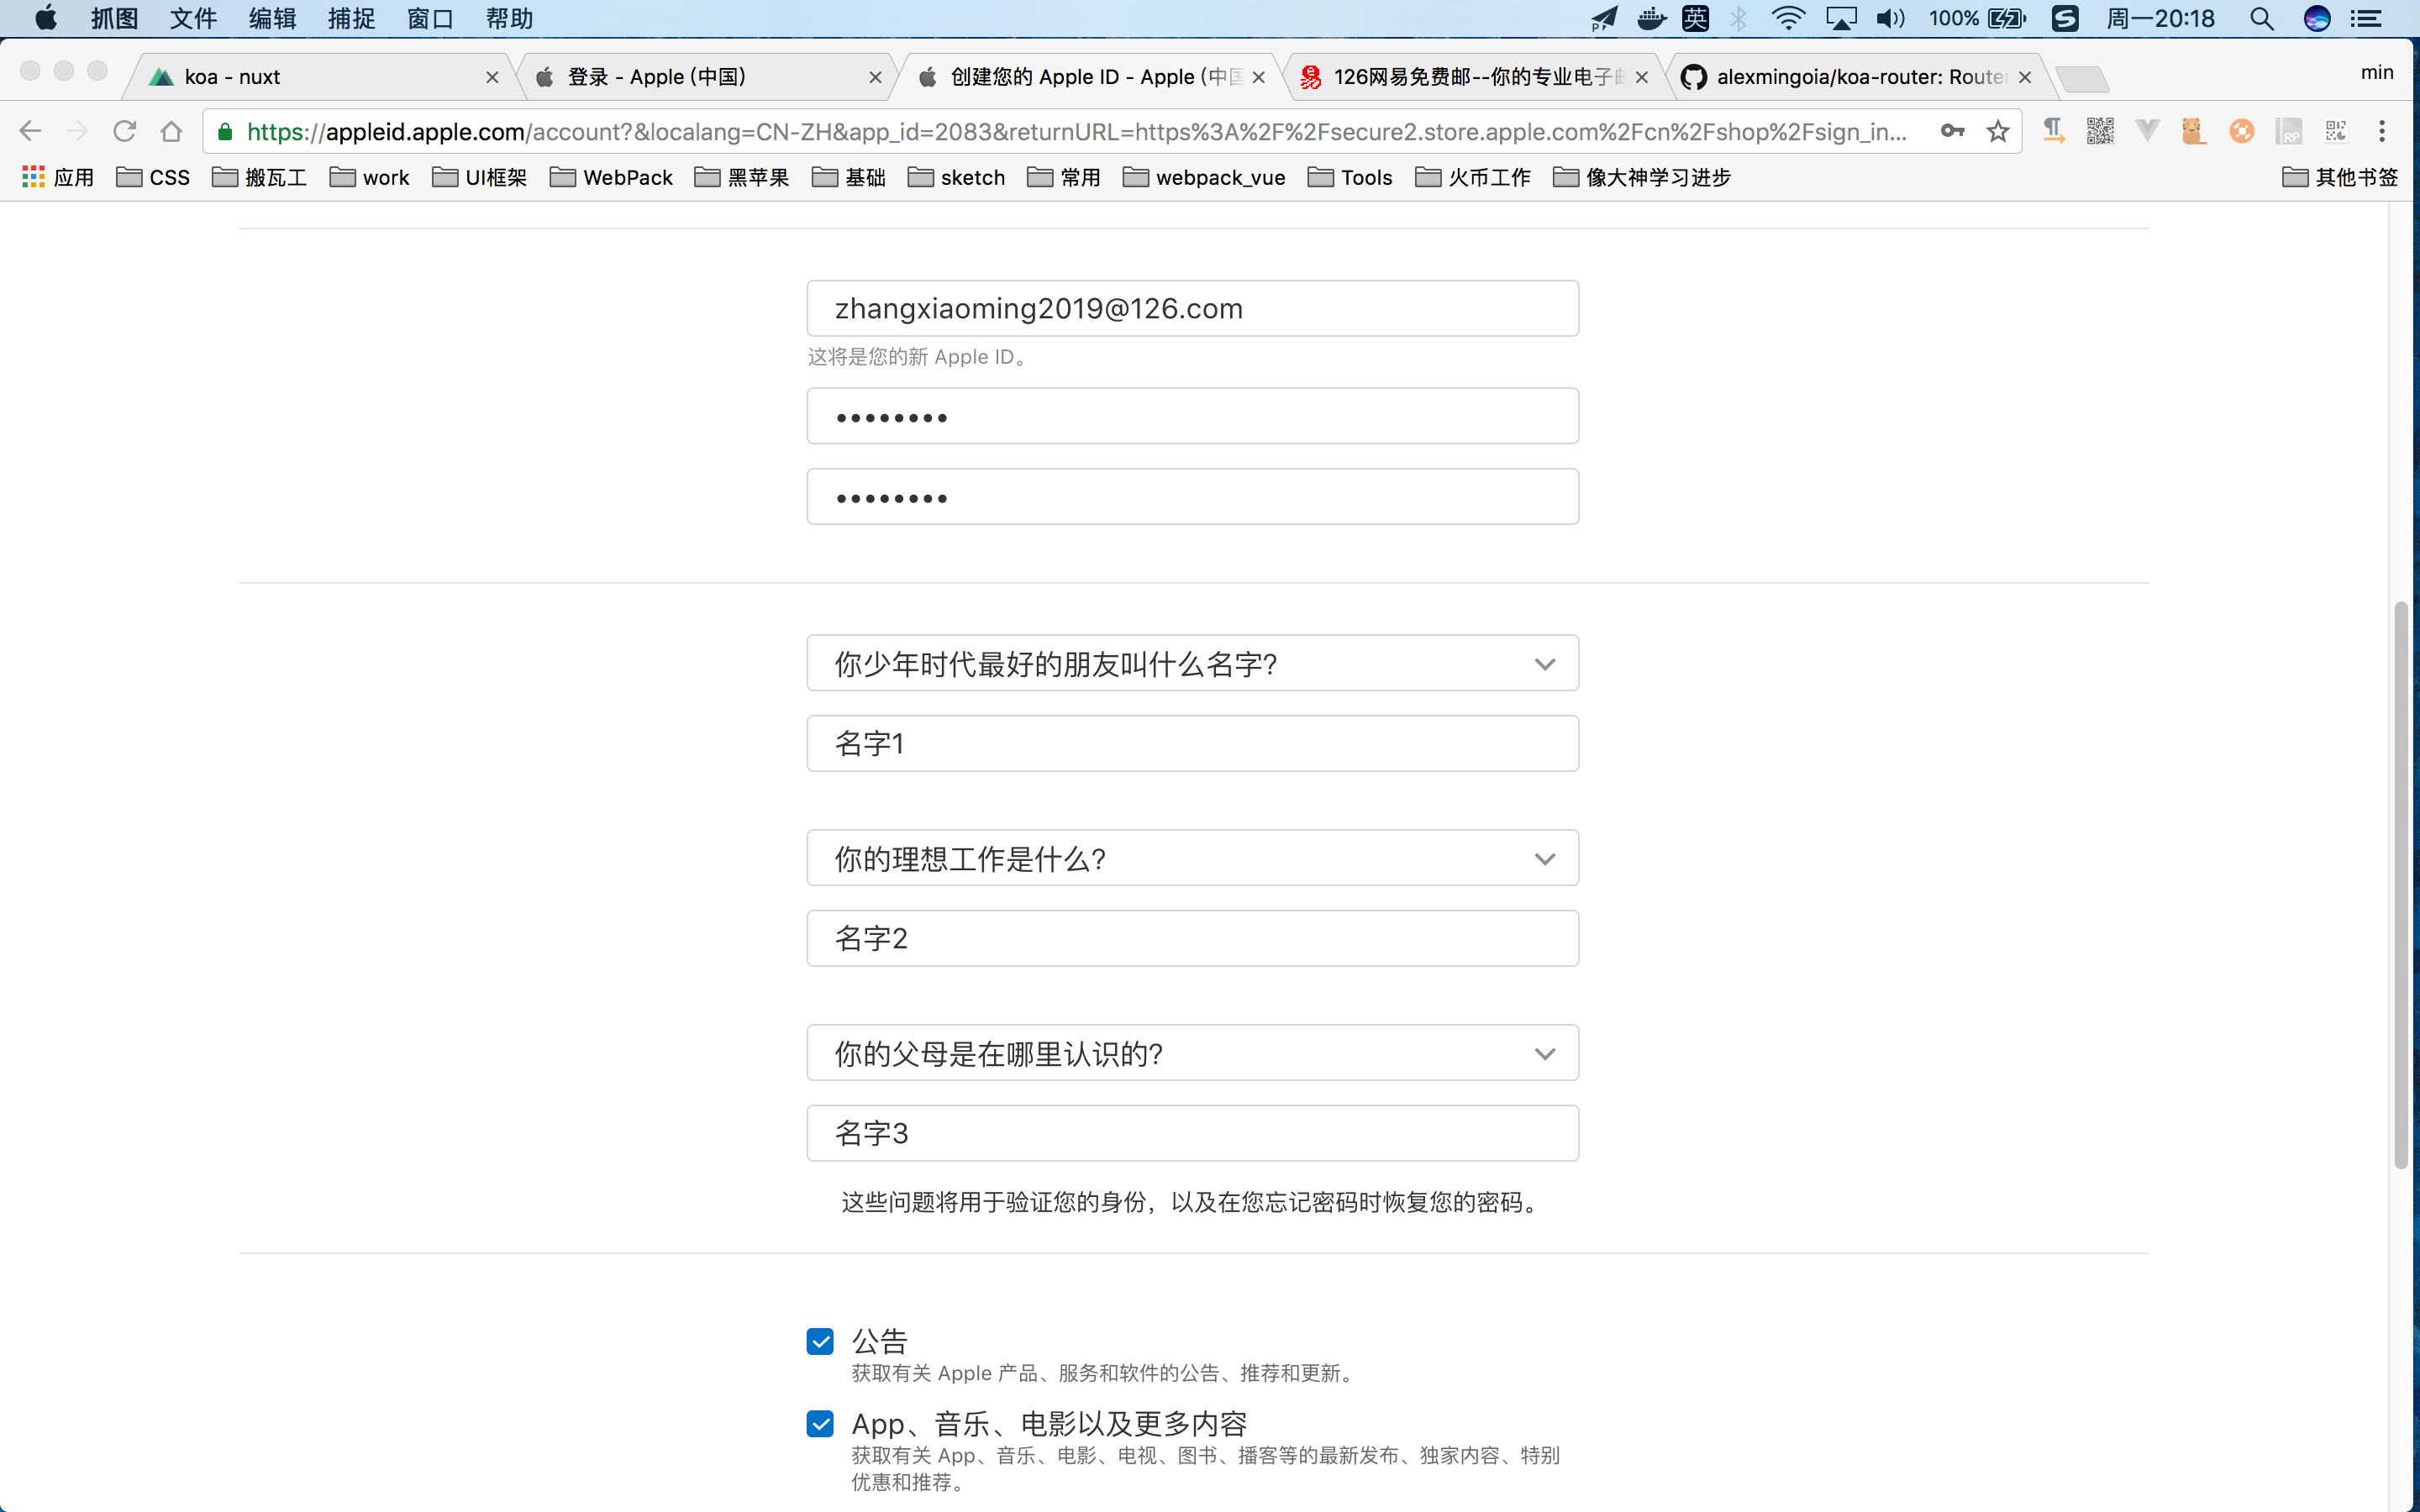 抓图 文件 编辑 捕捉 窗口 帮助 英 100% 周一20:18
koa - nuxt 登录 - Apple (中国) 创建您的 Apple ID - Apple (中国 126网易免费邮--你的专业电子邮 alexmingoia/koa-router: Router min
https://appleid.apple.com/account?&localang=CN-ZH&app_id=2083&returnURL=https%3A%2F%2Fsecure2.store.apple.com%2Fcn%2Fshop%2Fsign_in...
应用 CSS 搬瓦工 work UI框架 WebPack 黑苹果 基础 sketch 常用 webpack_vue Tools 火币工作 像大神学习进步 其他书签
zhangxiaoming2019@126.com
这将是您的新 Apple ID。
••••••••
••••••••
你少年时代最好的朋友叫什么名字?
名字1
你的理想工作是什么?
名字2
你的父母是在哪里认识的?
名字3
这些问题将用于验证您的身份，以及在您忘记密码时恢复您的密码。
公告
获取有关 Apple 产品、服务和软件的公告、推荐和更新。
App、音乐、电影以及更多内容
获取有关 App、音乐、电影、电视、图书、播客等的最新发布、独家内容、特别
优惠和推荐。